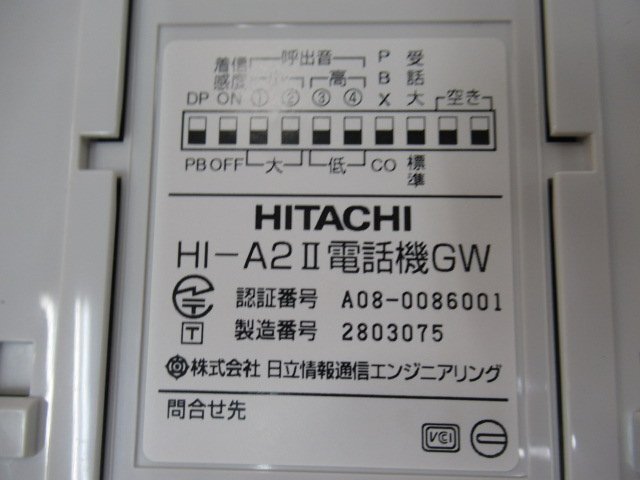 着信 呼出音 P 受
感度 小 高 B 話
DP ON ① ② ③ ④ X 大 空き
PB OFF 大 低 CO 標準
HITACHI
HI-A2Ⅱ電話機GW
認証番号 A08-0086001
T 製造番号 2803075
株式会社 日立情報通信エンジニアリング
問合せ先
VCI